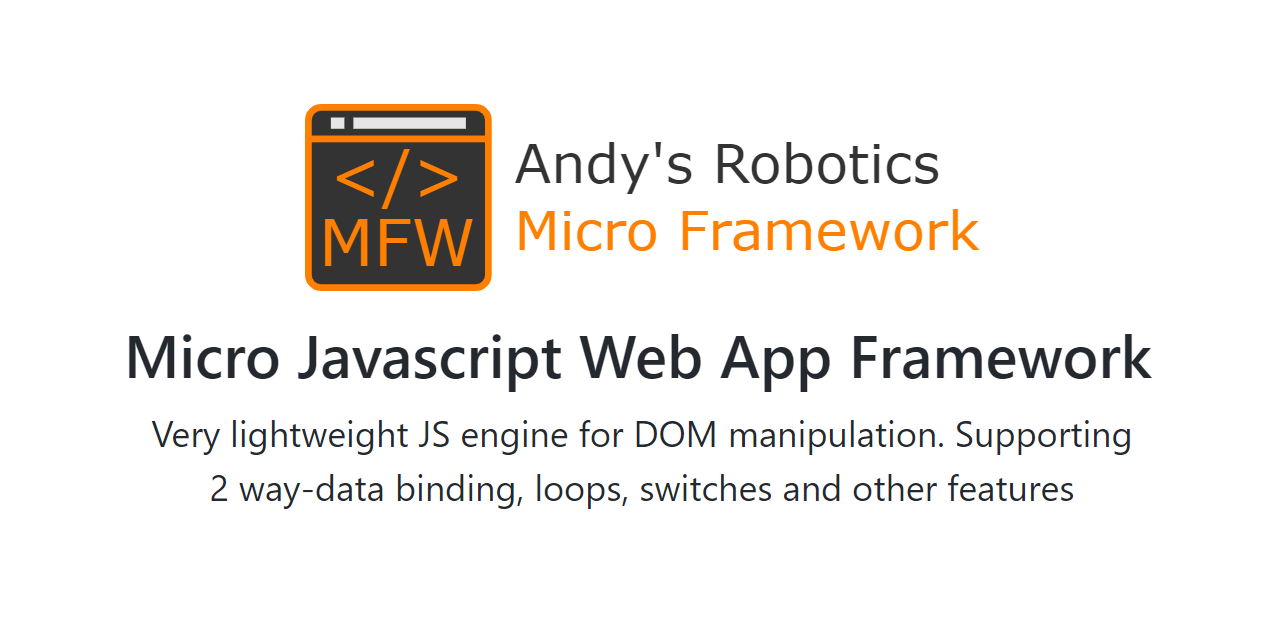 </>
MFW
Andy's Robotics
Micro Framework
Micro Javascript Web App Framework
Very lightweight JS engine for DOM manipulation. Supporting
2 way-data binding, loops, switches and other features